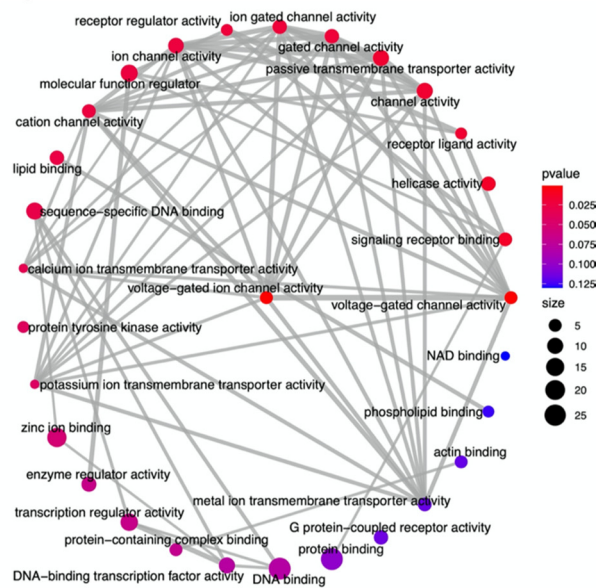 receptor regulator activity
ion gated channel activity
ion channel activity
gated channel activity
passive transmembrane transporter activity
molecular function regulator
channel activity
cation channel activity
receptor ligand activity
lipid binding
helicase activity
sequence-specific DNA binding
signaling receptor binding
calcium ion transmembrane transporter activity
voltage-gated ion channel activity
voltage-gated channel activity
protein tyrosine kinase activity
NAD binding
potassium ion transmembrane transporter activity
phospholipid binding
zinc ion binding
actin binding
enzyme regulator activity
metal ion transmembrane transporter activity
transcription regulator activity
G protein-coupled receptor activity
protein-containing complex binding
protein binding
DNA-binding transcription factor activity
DNA binding
pvalue
0.025
0.050
0.075
0.100
0.125
size
5
10
15
20
25